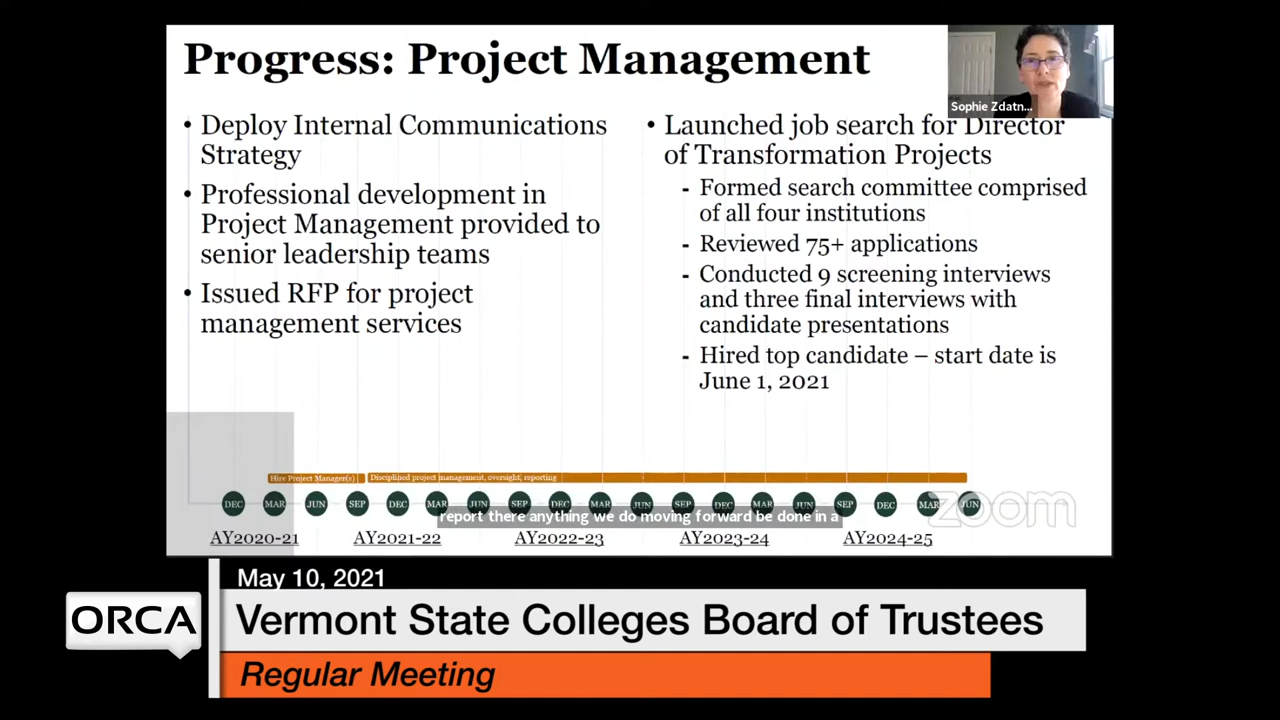 Progress: Project Management
Sophie Zdatn...
• Deploy Internal Communications
Strategy
• Professional development in
Project Management provided to
senior leadership teams
• Issued RFP for project
management services
• Launched job search for Director
of Transformation Projects
- Formed search committee comprised
of all four institutions
- Reviewed 75+ applications
- Conducted 9 screening interviews
and three final interviews with
candidate presentations
- Hired top candidate – start date is
June 1, 2021
Hire Project Manager(s) Disciplined project management, oversight, reporting
DEC MAR JUN SEP DEC MAR JUN SEP DEC MAR JUN SEP DEC MAR JUN SEP DEC MAR JUN
zoom
report there anything we do moving forward be done in a
AY2020-21 AY2021-22 AY2022-23 AY2023-24 AY2024-25
May 10, 2021
ORCA
Vermont State Colleges Board of Trustees
Regular Meeting